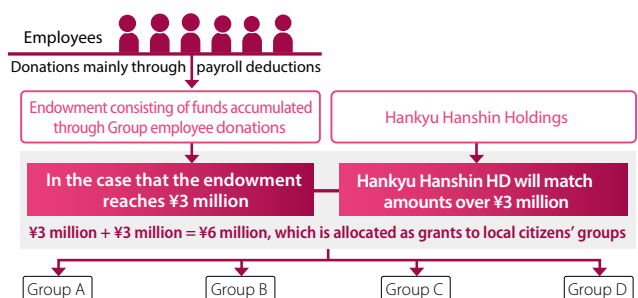 Employees
Donations mainly through payroll deductions
Endowment consisting of funds accumulated
through Group employee donations
Hankyu Hanshin Holdings
In the case that the endowment
reaches ¥3 million
Hankyu Hanshin HD will match
amounts over ¥3 million
¥3 million + ¥3 million = ¥6 million, which is allocated as grants to local citizens’ groups
Group A
Group B
Group C
Group D